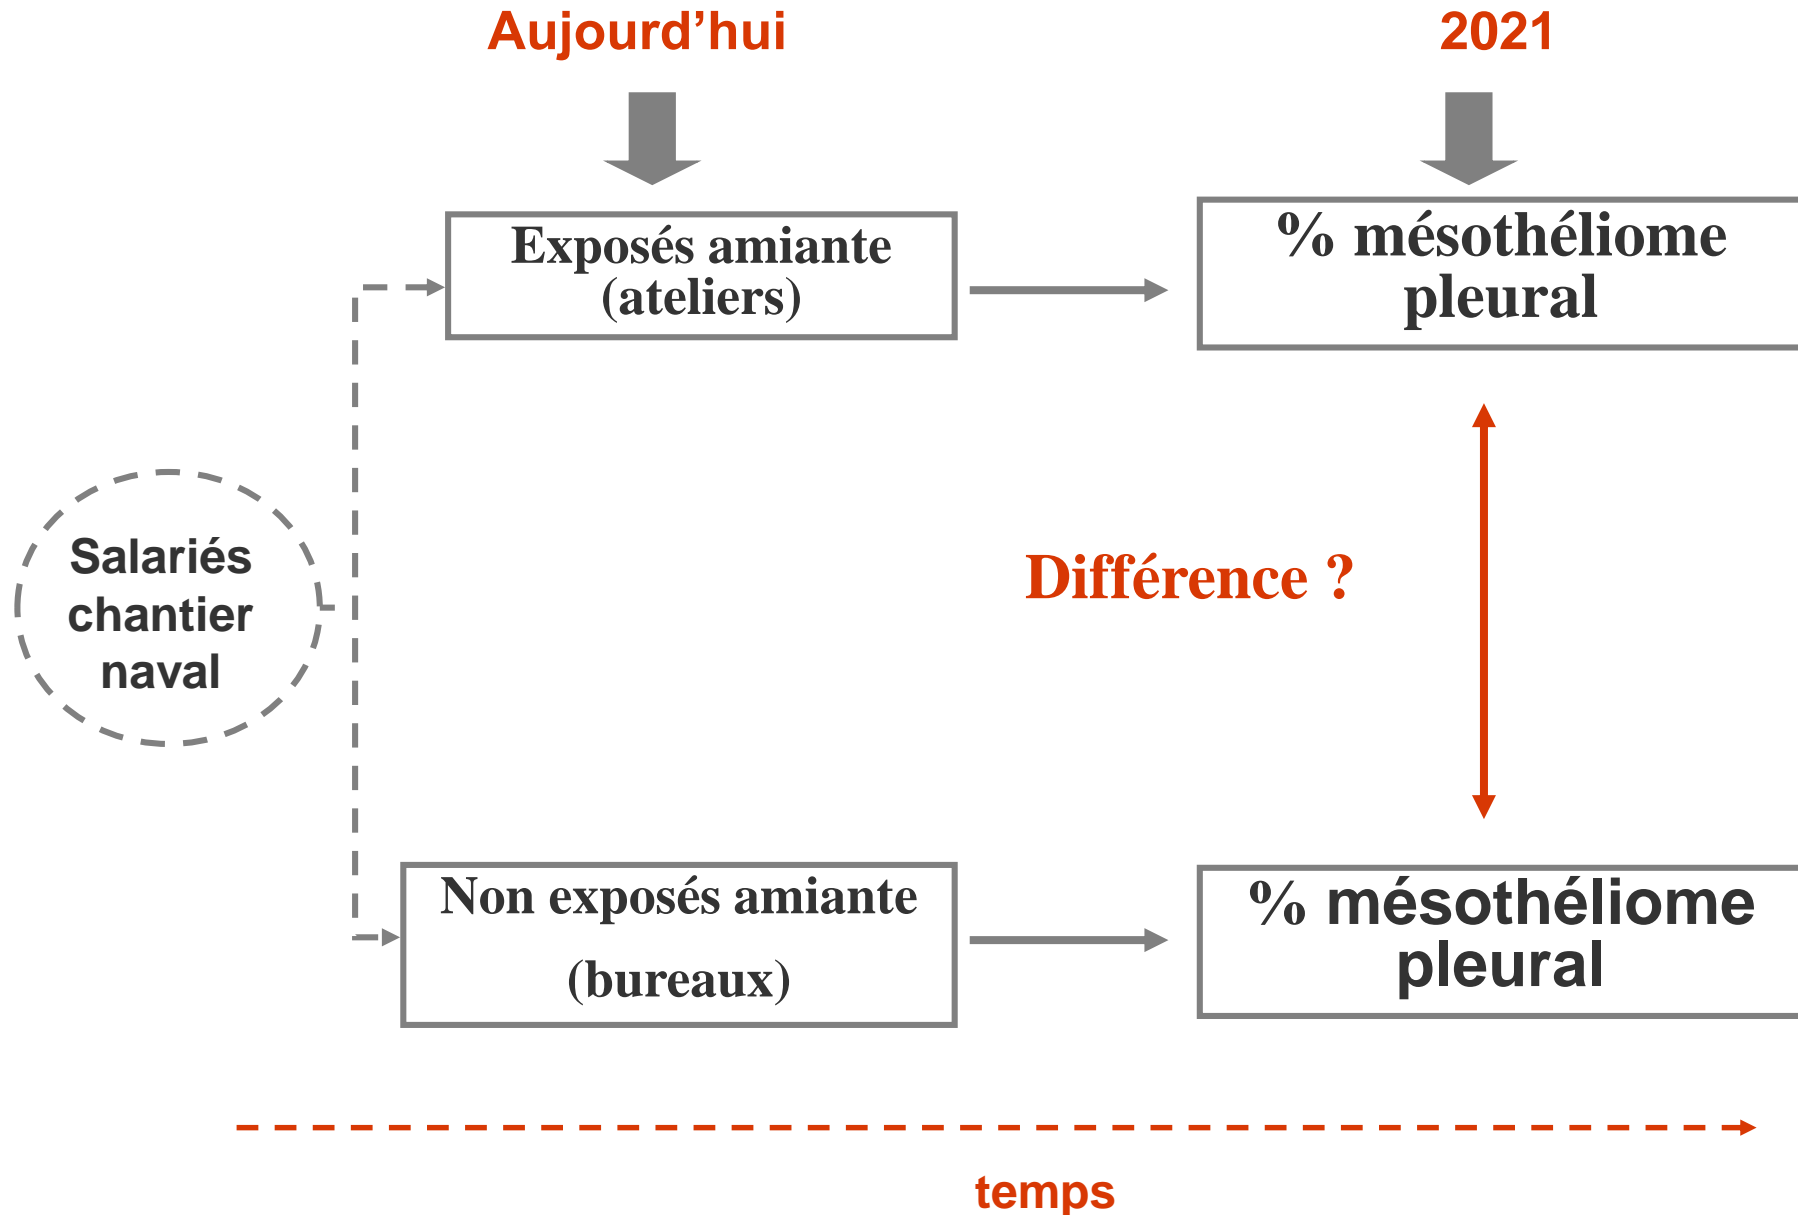 Aujourd’hui
2021
Exposés amiante
(ateliers)
% mésothéliome
pleural
Salariés
chantier
naval
Différence ?
Non exposés amiante
(bureaux)
% mésothéliome
pleural
temps